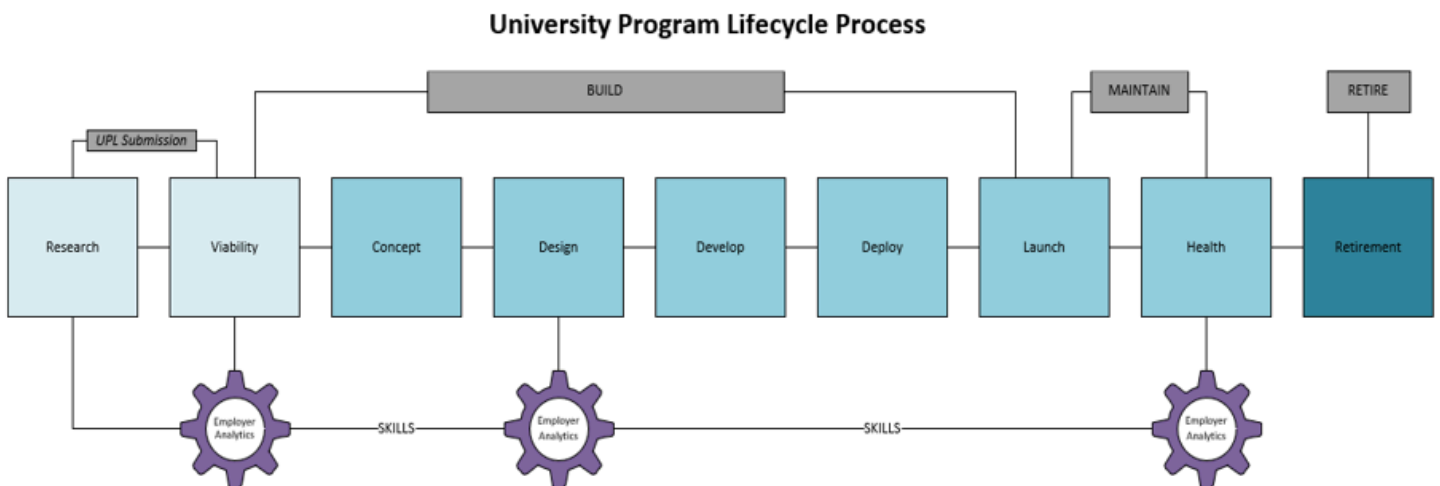 University Program Lifecycle Process
BUILD
MAINTAIN
RETIRE
UPL Submission
Research
Viability
Concept
Design
Develop
Deploy
Launch
Health
Retirement
Employer
Analytics
SKILLS
Employer
Analytics
SKILLS
Employer
Analytics